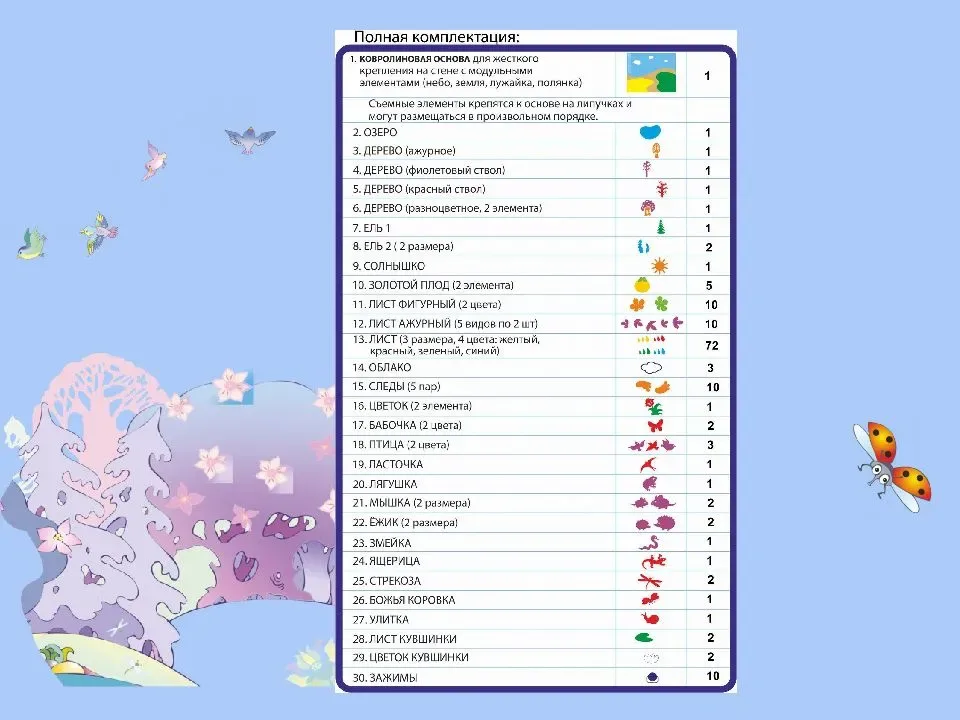 Полная комплектация:
1. КОВРОЛИНОВАЯ ОСНОВА для жесткого
крепления на стене с модульными
элементами (небо, земля, лужайка, полянка) 1
Съемные элементы крепятся к основе на липучках и
могут размещаться в произвольном порядке.
2. ОЗЕРО 1
3. ДЕРЕВО (ажурное) 1
4. ДЕРЕВО (фиолетовый ствол) 1
5. ДЕРЕВО (красный ствол) 1
6. ДЕРЕВО (разноцветное, 2 элемента) 1
7. ЕЛЬ 1 1
8. ЕЛЬ 2 ( 2 размера) 2
9. СОЛНЫШКО 1
10. ЗОЛОТОЙ ПЛОД (2 элемента) 5
11. ЛИСТ ФИГУРНЫЙ (2 цвета) 10
12. ЛИСТ АЖУРНЫЙ (5 видов по 2 шт) 10
13. ЛИСТ (3 размера, 4 цвета: желтый,
красный, зеленый, синий) 72
14. ОБЛАКО 3
15. СЛЕДЫ (5 пар) 10
16. ЦВЕТОК (2 элемента) 1
17. БАБОЧКА (2 цвета) 2
18. ПТИЦА (2 цвета) 3
19. ЛАСТОЧКА 1
20. ЛЯГУШКА 1
21. МЫШКА (2 размера) 2
22. ЁЖИК (2 размера) 2
23. ЗМЕЙКА 1
24. ЯЩЕРИЦА 1
25. СТРЕКОЗА 2
26. БОЖЬЯ КОРОВКА 1
27. УЛИТКА 1
28. ЛИСТ КУВШИНКИ 2
29. ЦВЕТОК КУВШИНКИ 2
30. ЗАЖИМЫ 10